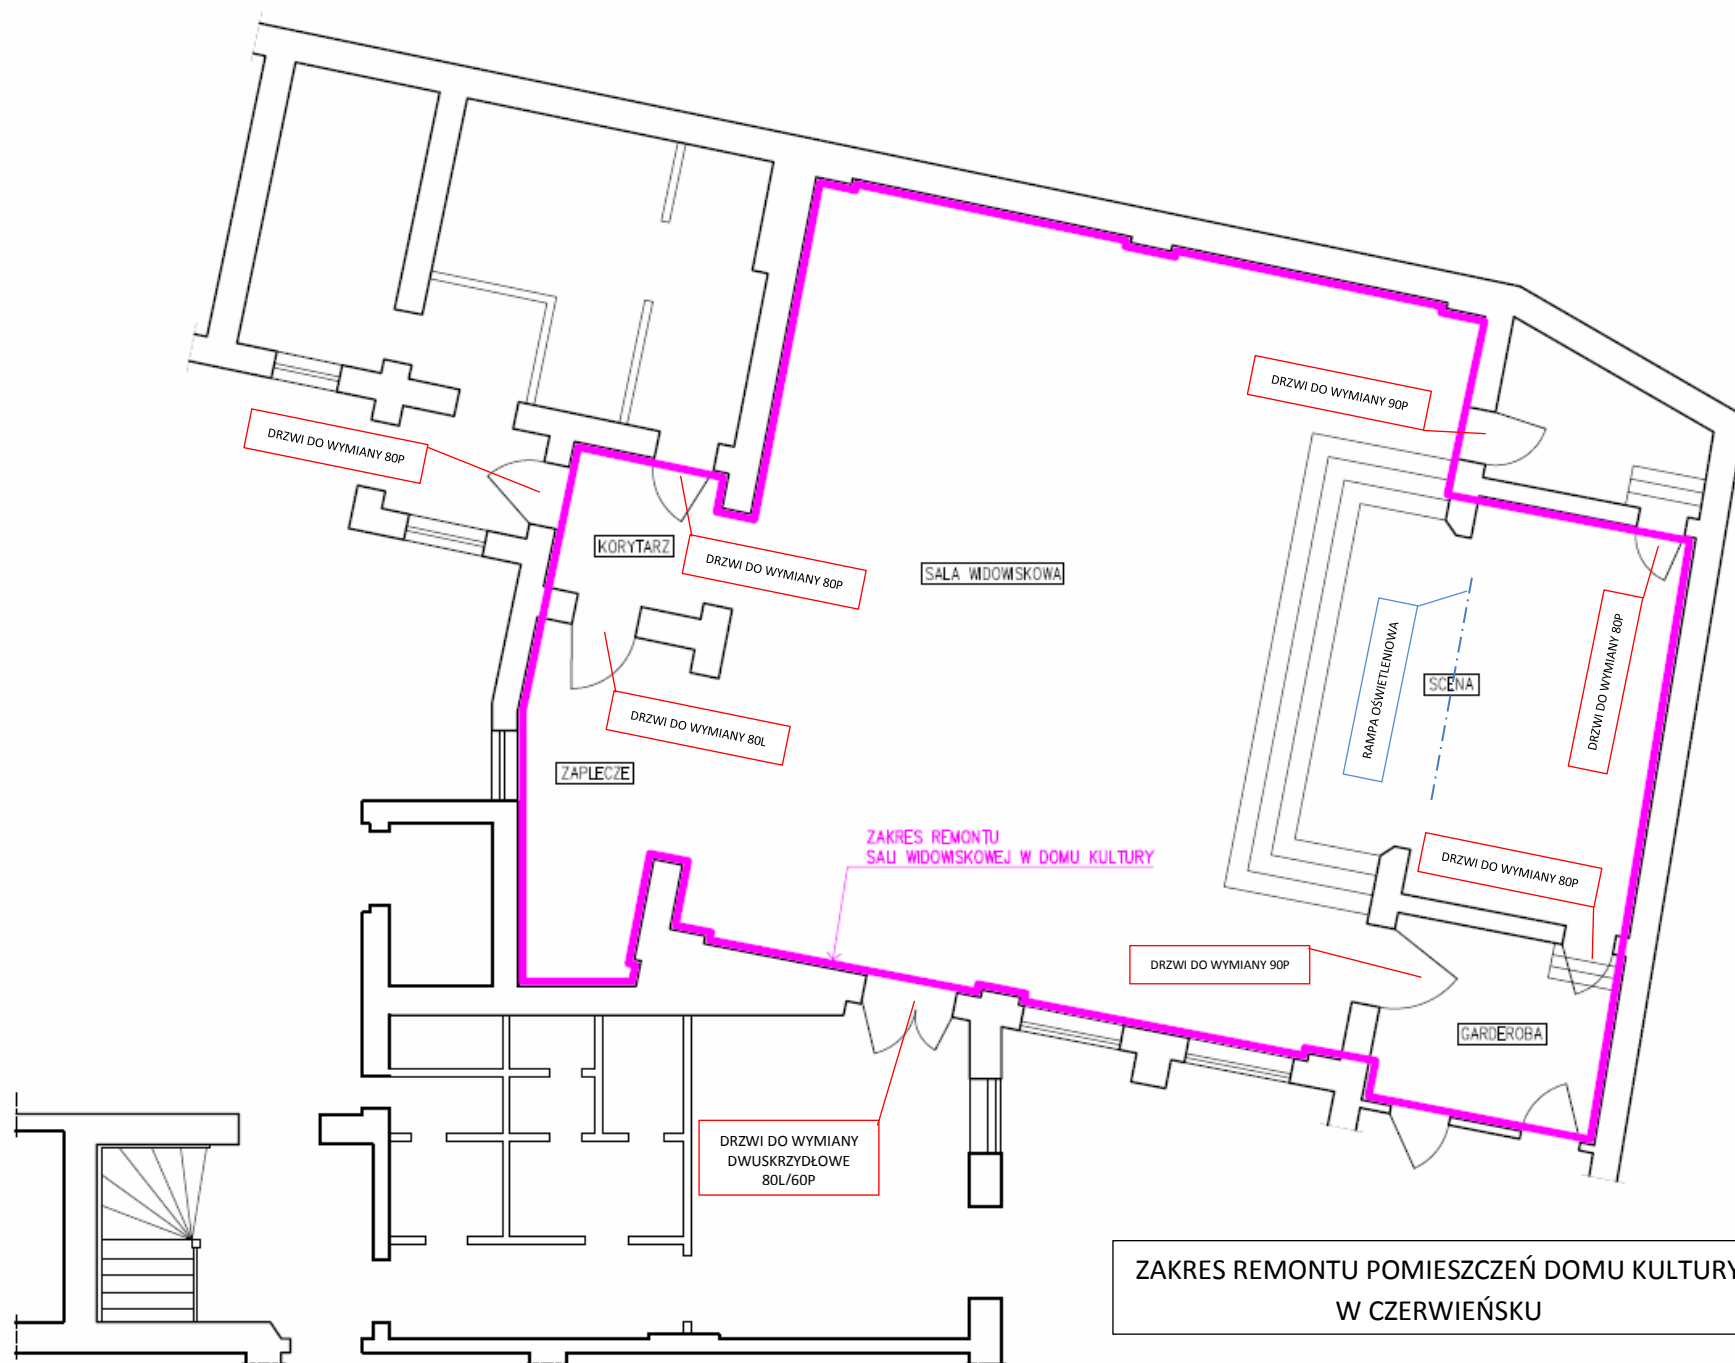 DRZWI DO WYMIANY 90P
DRZWI DO WYMIANY 80P
KORYTARZ
DRZWI DO WYMIANY 80P
SALA WIDOWISKOWA
RAMPA OŚWIETLENIOWA
SCENA
DRZWI DO WYMIANY 80P
DRZWI DO WYMIANY 80L
ZAPLECZE
ZAKRES REMONTU
SALI WIDOWISKOWEJ W DOMU KULTURY
DRZWI DO WYMIANY 80P
DRZWI DO WYMIANY 90P
GARDEROBA
DRZWI DO WYMIANY
DWUSKRZYDŁOWE
80L/60P
ZAKRES REMONTU POMIESZCZEŃ DOMU KULTURY
W CZERWIEŃSKU